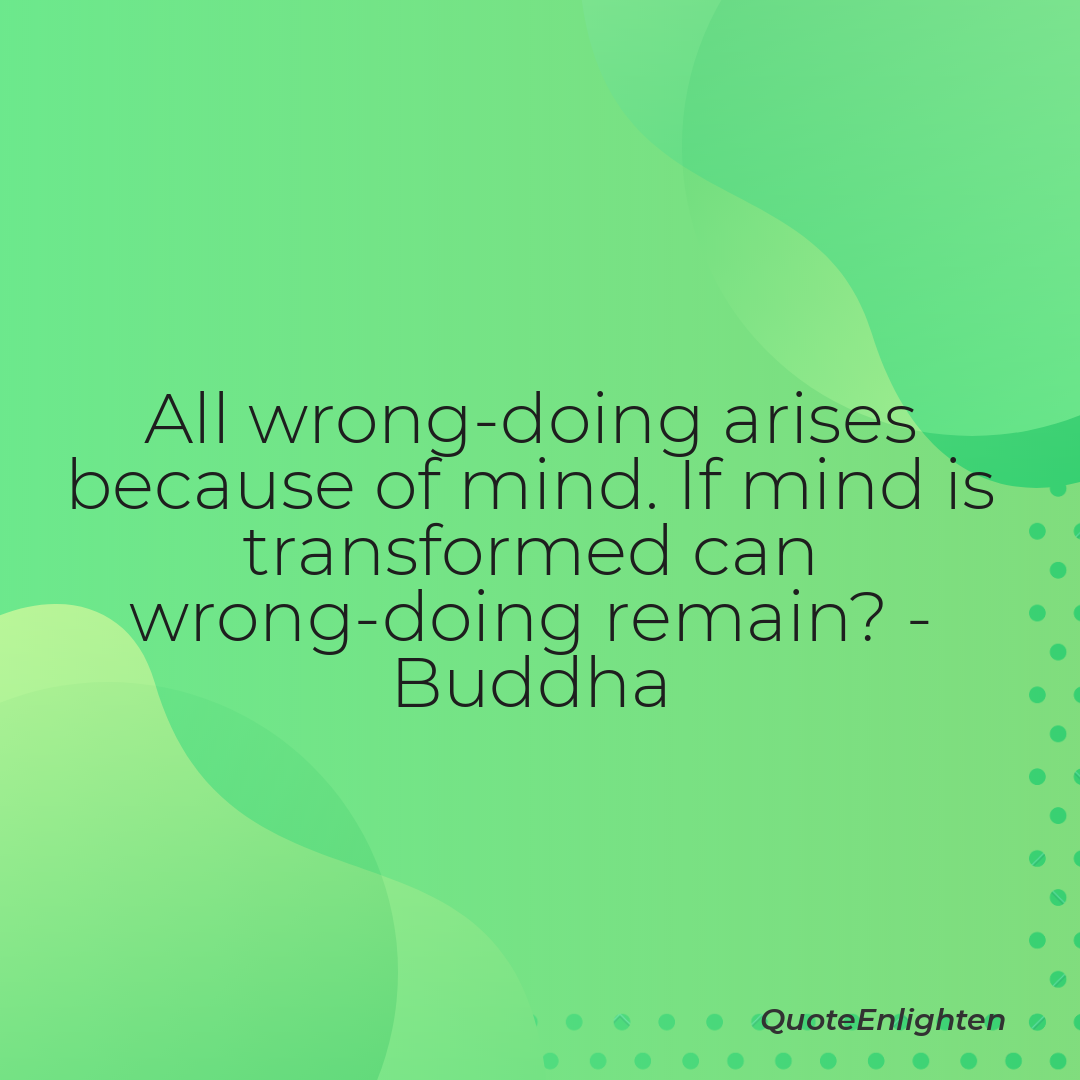 All wrong-doing arises
because of mind. If mind is
transformed can
wrong-doing remain? -
Buddha
QuoteEnlighten